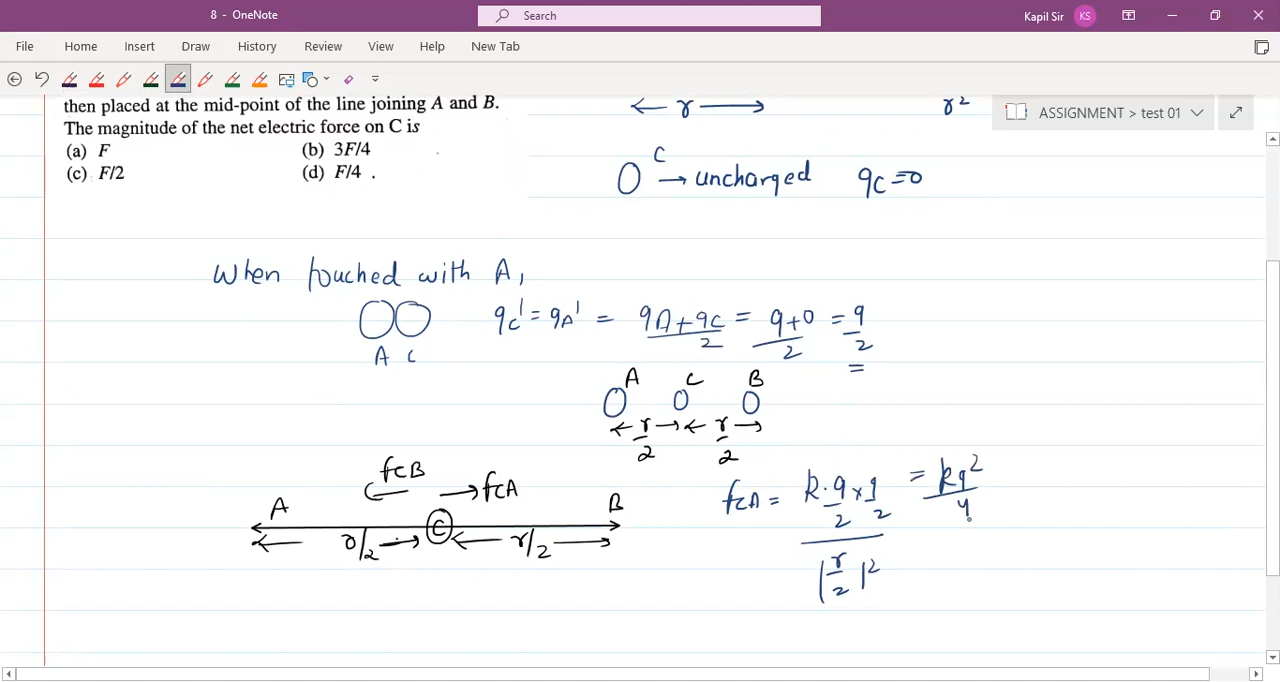 8 - OneNote
Search
Kapil Sir KS
File Home Insert Draw History Review View Help New Tab
ASSIGNMENT > test 01
then placed at the mid-point of the line joining A and B.
The magnitude of the net electric force on C is
(a) F (b) 3F/4
(c) F/2 (d) F/4 .
← r → r²
C → uncharged qC = 0
When touched with A,
A C
qC' = qA' = qA + qC / 2 = q + 0 / 2 = q / 2
A C B
← r/2 → ← r/2 →
fCB
A → fCA B
C
← r/2 → ← r/2 →
fCA = k · q/2 × q/2 / (r/2)² = kq² / 4